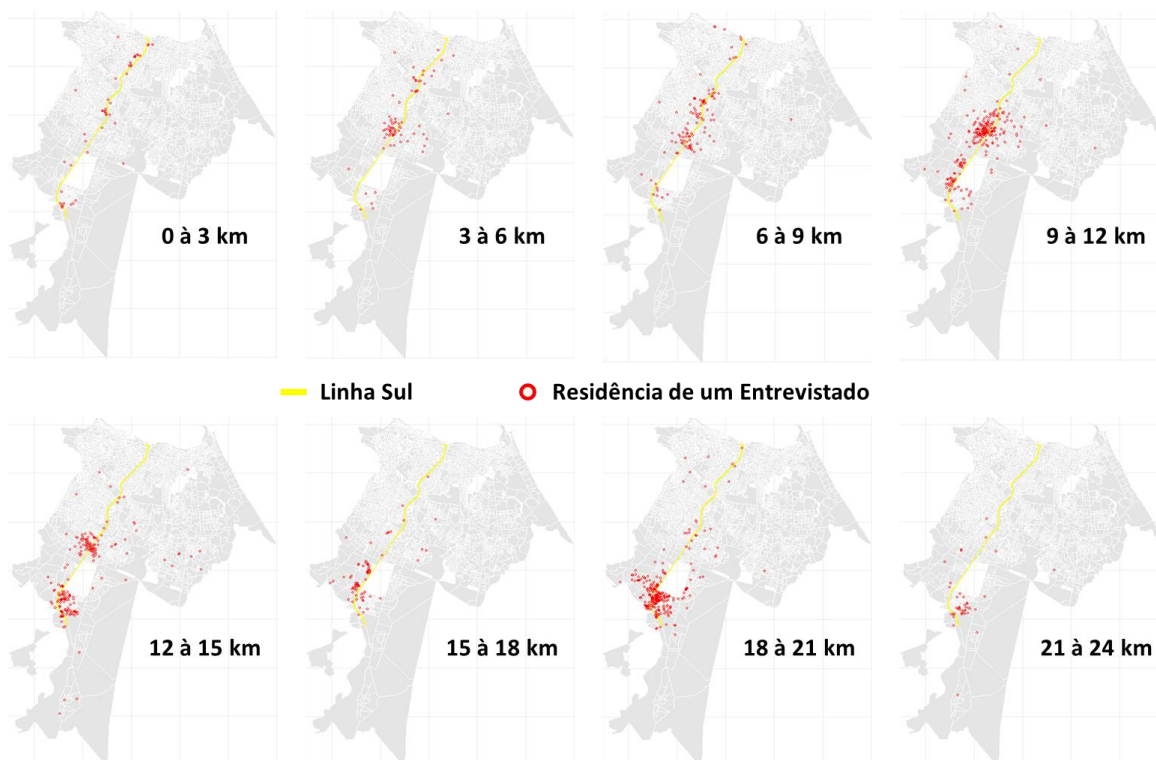 0 à 3 km
3 à 6 km
6 à 9 km
9 à 12 km
Linha Sul
Residência de um Entrevistado
12 à 15 km
15 à 18 km
18 à 21 km
21 à 24 km